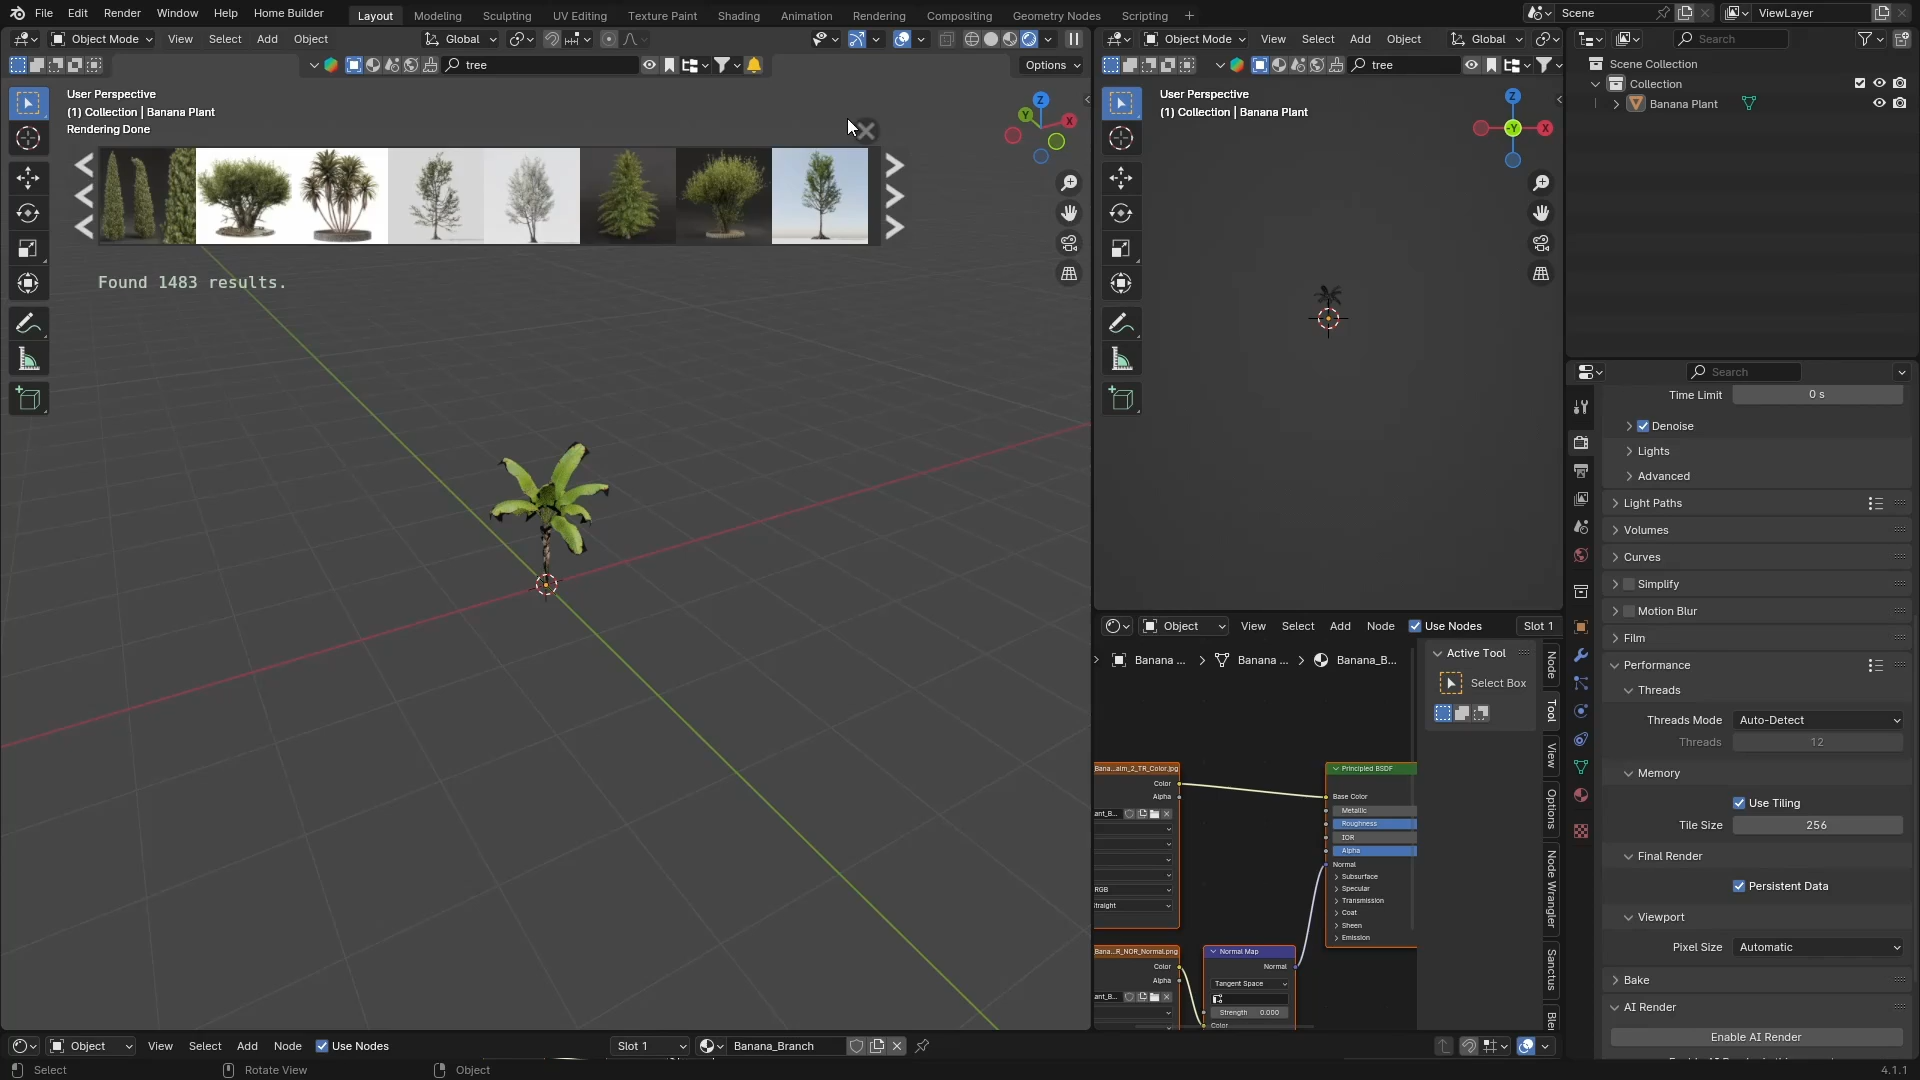 File Edit Render Window Help Home Builder Layout Modeling Sculpting UV Editing Texture Paint Shading Animation Rendering Compositing Geometry Nodes Scripting + Scene ViewLayer
Object Mode View Select Add Object Global
tree Options
User Perspective
(1) Collection | Banana Plant
Rendering Done
Found 1483 results.
Object Mode View Select Add Object Global
tree
User Perspective
(1) Collection | Banana Plant
Z
Y
X
Z
-Y
X
Search
Scene Collection
Collection
Banana Plant
Search
Time Limit 0 s
Denoise
Lights
Advanced
Light Paths
Volumes
Curves
Simplify
Motion Blur
Film
Performance
Threads
Threads Mode Auto-Detect
Threads 12
Memory
Use Tiling
Tile Size 256
Final Render
Persistent Data
Viewport
Pixel Size Automatic
Bake
AI Render
Enable AI Render
Object View Select Add Node Use Nodes Slot 1
Banana ... Banana ... Banana_B...
Active Tool
Select Box
Node
Tool
View
Options
Node Wrangler
Sanctus
Ble
Bana...aim_2_TR_Color.jpg
Color
Alpha
ant_B...
RGB
traight
Principled BSDF
Base Color
Metallic
Roughness
IOR
Alpha
Normal
Subsurface
Specular
Transmission
Coat
Sheen
Emission
Bana...R_NOR_Normal.png
Color
Alpha
ant_B...
Normal Map
Normal
Tangent Space
Strength 0.000
Color
Object View Select Add Node Use Nodes Slot 1 Banana_Branch
Select Rotate View Object 4.1.1